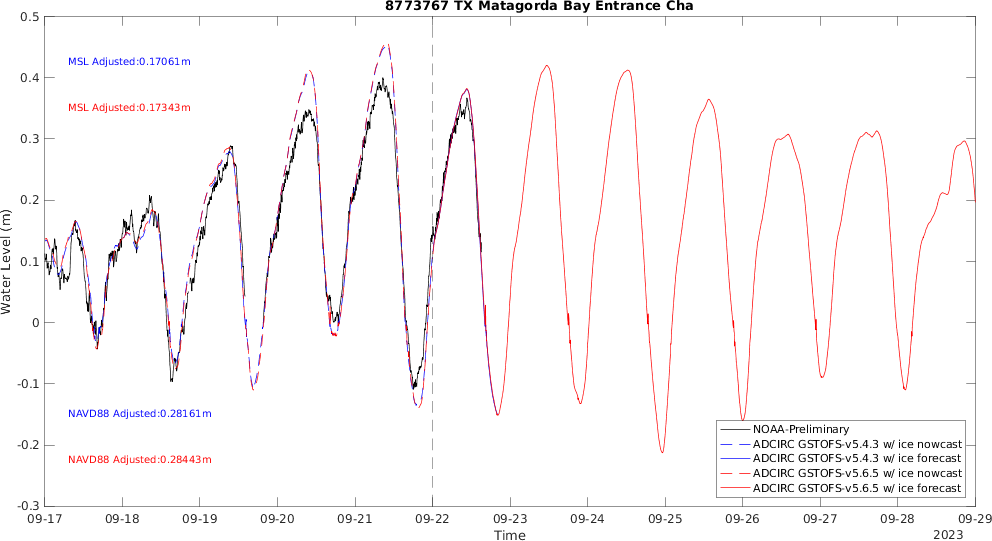 8773767 TX Matagorda Bay Entrance Cha
0.5
0.4
0.3
0.2
0.1
0
-0.1
-0.2
-0.3
Water Level (m)
MSL Adjusted:0.17061m
MSL Adjusted:0.17343m
NAVD88 Adjusted:0.28161m
NAVD88 Adjusted:0.28443m
NOAA-Preliminary
ADCIRC GSTOFS-v5.4.3 w/ ice nowcast
ADCIRC GSTOFS-v5.4.3 w/ ice forecast
ADCIRC GSTOFS-v5.6.5 w/ ice nowcast
ADCIRC GSTOFS-v5.6.5 w/ ice forecast
09-17 09-18 09-19 09-20 09-21 09-22 09-23 09-24 09-25 09-26 09-27 09-28 09-29
Time
2023